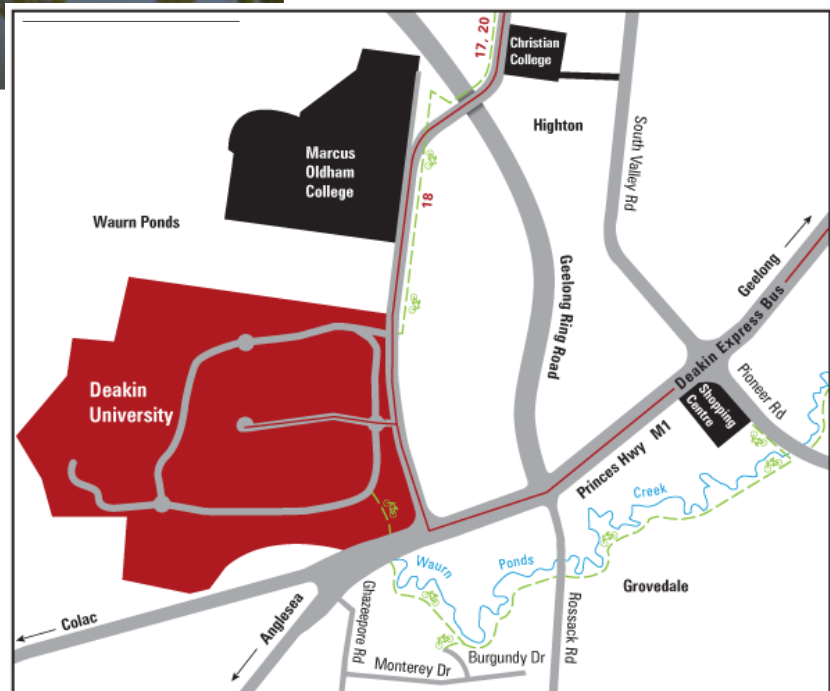 17, 20
Christian
College
Highton
South Valley Rd
Marcus
Oldham
College
18
Waurn Ponds
Geelong Ring Road
Geelong
Deakin Express Bus
Deakin
University
Shopping
Centre
Pioneer Rd
Princes Hwy M1
Creek
Waurn
Ponds
Grovedale
Colac
Anglesea
Ghazeepore Rd
Rossack Rd
Monterey Dr
Burgundy Dr